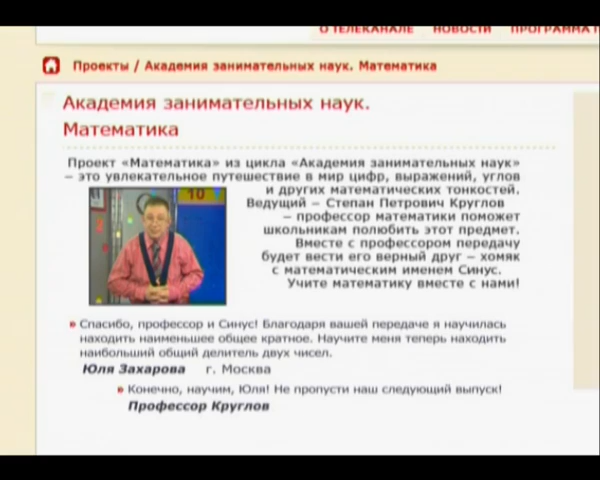 О ТЕЛЕКАНАЛЕ НОВОСТИ ПРОГРАММА
Проекты / Академия занимательных наук. Математика
Академия занимательных наук.
Математика
Проект «Математика» из цикла «Академия занимательных наук»
– это увлекательное путешествие в мир цифр, выражений, углов
и других математических тонкостей.
Ведущий – Степан Петрович Круглов
– профессор математики поможет
школьникам полюбить этот предмет.
Вместе с профессором передачу
будет вести его верный друг – хомяк
с математическим именем Синус.
Учите математику вместе с нами!
10
» Спасибо, профессор и Синус! Благодаря вашей передаче я научилась
находить наименьшее общее кратное. Научите меня теперь находить
наибольший общий делитель двух чисел.
Юля Захарова г. Москва
» Конечно, научим, Юля! Не пропусти наш следующий выпуск!
Профессор Круглов